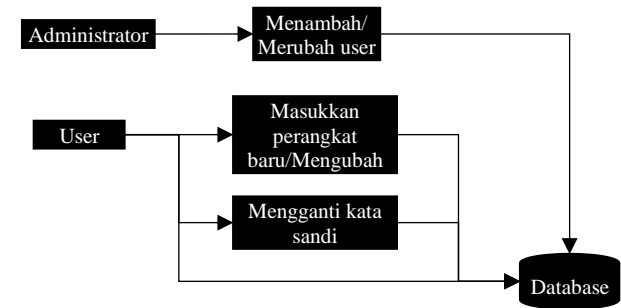 Administrator
Menambah/
Merubah user
User
Masukkan
perangkat
baru/Mengubah
Mengganti kata
sandi
Database